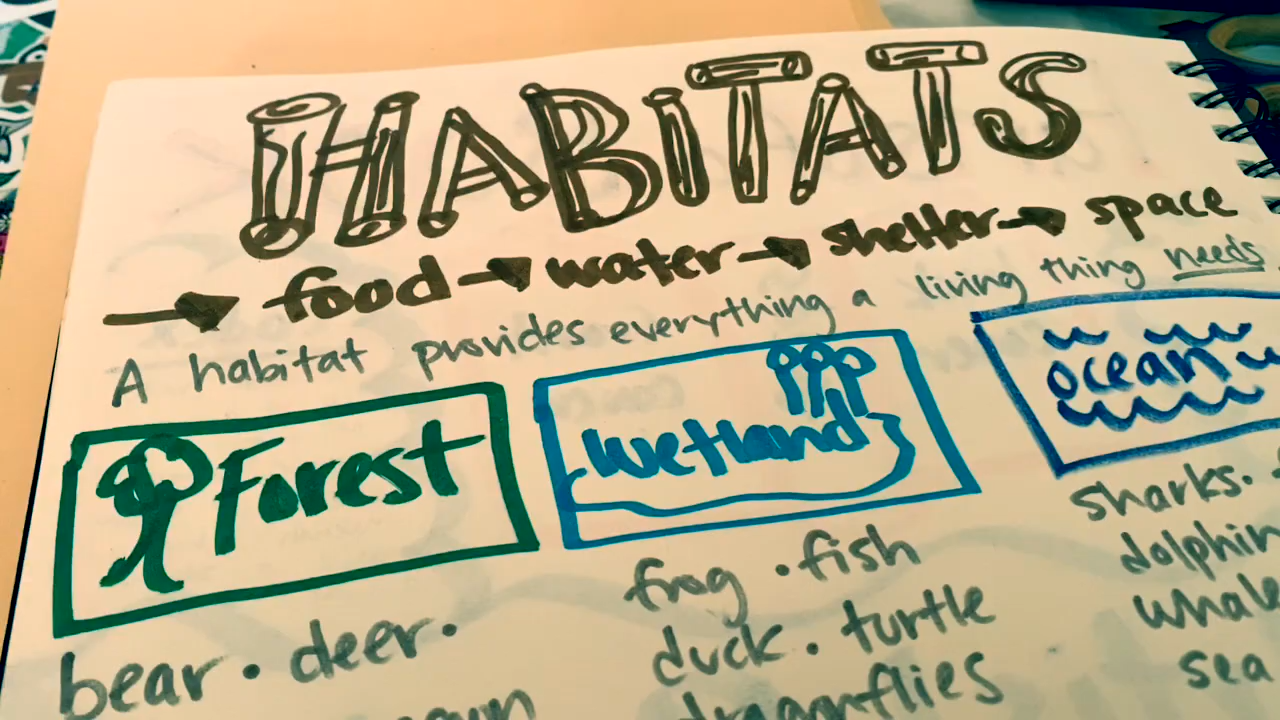 HABITATS
→ food → water → shelter → space
A habitat provides everything a living thing needs
Forest
wetland
ocean
bear · deer ·
frog · fish
duck · turtle
dragonflies
sharks ·
dolphin
whale
sea